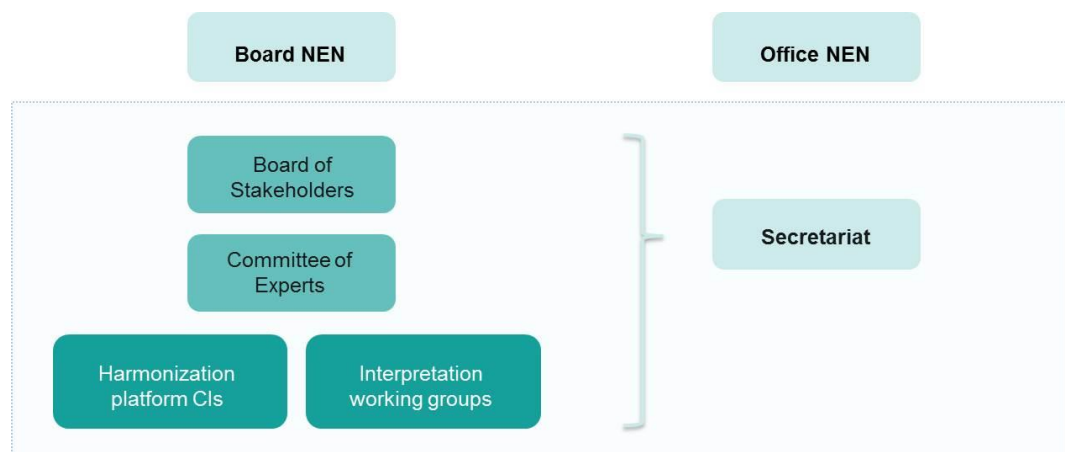 Board NEN
Office NEN
Board of
Stakeholders
Committee of
Experts
Secretariat
Harmonization
platform CIs
Interpretation
working groups